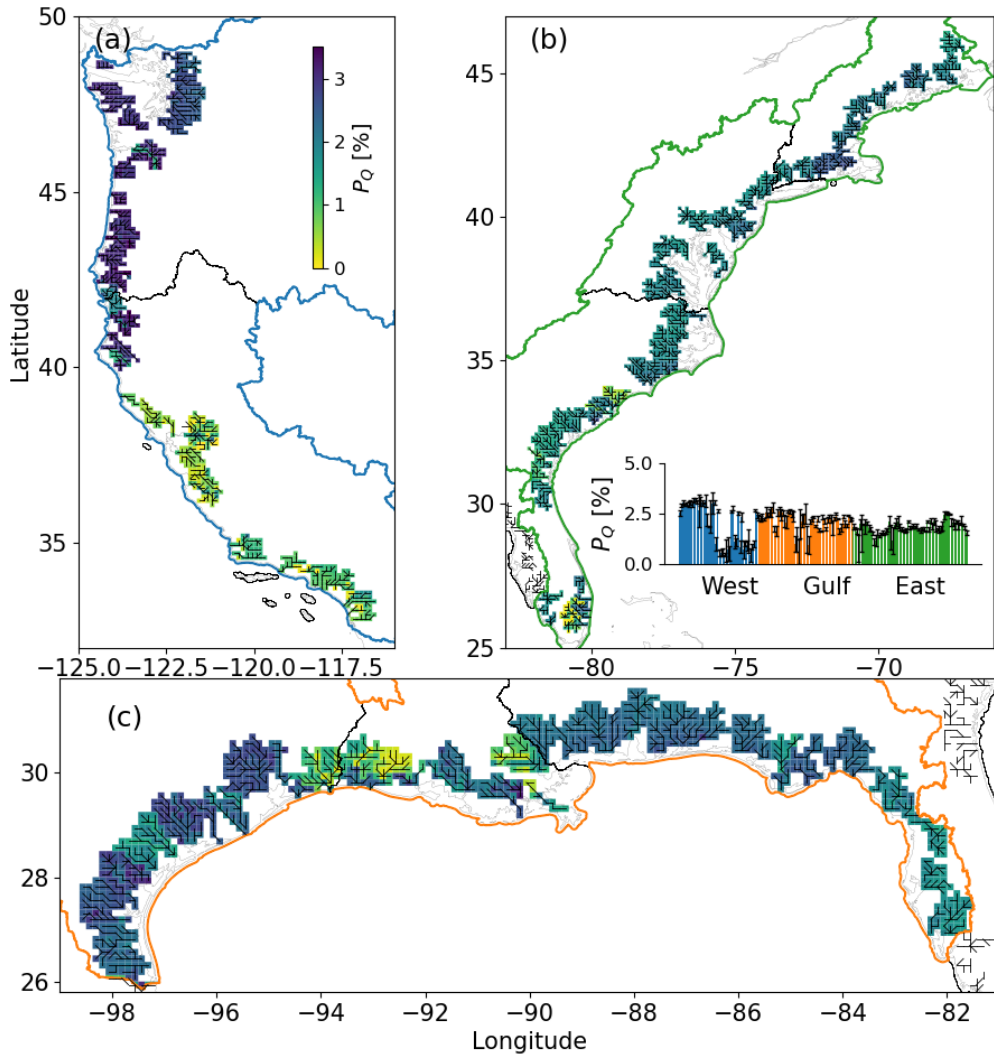 50
(a)
3
2
1
0
P_Q [%]
45
40
35
Latitude
−125.0 −122.5 −120.0 −117.5
(b)
45
40
35
30
25
−80 −75 −70
5.0
2.5
0.0
P_Q [%]
West Gulf East
(c)
30
28
26
−98 −96 −94 −92 −90 −88 −86 −84 −82
Longitude